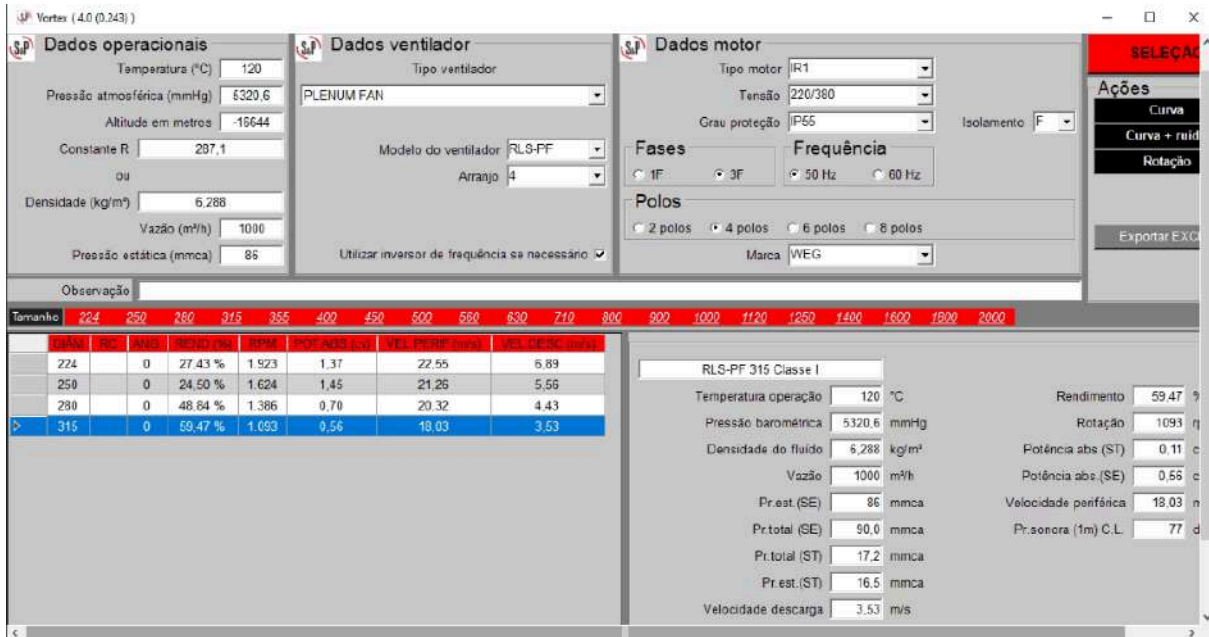 Vortex ( 4.0 (0.243) )
S&P Dados operacionais
Temperatura (ºC) 120
Pressão atmosférica (mmHg) 5320,6
Altitude em metros -16644
Constante R 287,1
ou
Densidade (kg/m³) 6,288
Vazão (m³/h) 1000
Pressão estática (mmca) 86
S&P Dados ventilador
Tipo ventilador
PLENUM FAN
Modelo do ventilador RLS-PF
Arranjo 4
Utilizar inversor de frequência se necessário
S&P Dados motor
Tipo motor IR1
Tensão 220/380
Grau proteção IP55 Isolamento F
Fases Frequência
1F 3F 50 Hz 60 Hz
Polos
2 polos 4 polos 6 polos 8 polos
Marca WEG
SELEÇÃO
Ações
Curva
Curva + ruid
Rotação
Exportar EXC
Observação
Tamanho 224 250 280 315 355 400 450 500 560 630 710 800 900 1000 1120 1250 1400 1600 1800 2000
DIÂM RC ANG REND (%) RPM POT.ABS.(cv) VEL.PERIF.(m/s) VEL.DESC.(m/s)
224 0 27,43 % 1.923 1,37 22,55 6,89
250 0 24,50 % 1.624 1,45 21,26 5,56
280 0 48,84 % 1.386 0,70 20,32 4,43
315 0 59,47 % 1.093 0,56 18,03 3,53
RLS-PF 315 Classe I
Temperatura operação 120 °C Rendimento 59,47 %
Pressão barométrica 5320,6 mmHg Rotação 1093
Densidade do fluído 6,288 kg/m³ Potência abs (ST) 0,11
Vazão 1000 m³/h Potência abs.(SE) 0,56
Pr.est.(SE) 86 mmca Velocidade periférica 18,03
Pr.total (SE) 90,0 mmca Pr.sonora (1m) C.L. 77
Pr.total (ST) 17,2 mmca
Pr.est.(ST) 16,5 mmca
Velocidade descarga 3,53 m/s